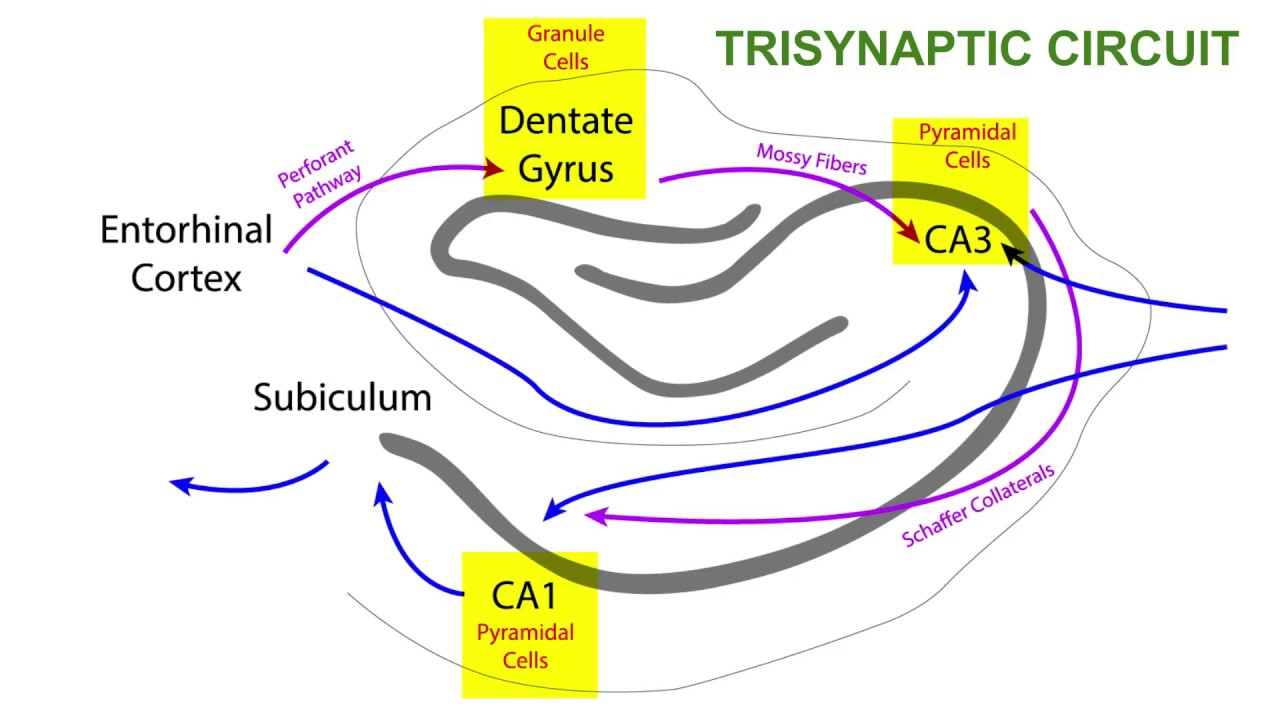 TRISYNAPTIC CIRCUIT
Granule
Cells
Dentate
Gyrus
Perforant
Pathway
Mossy Fibers
Pyramidal
Cells
CA3
Entorhinal
Cortex
Subiculum
Schaffer Collaterals
CA1
Pyramidal
Cells